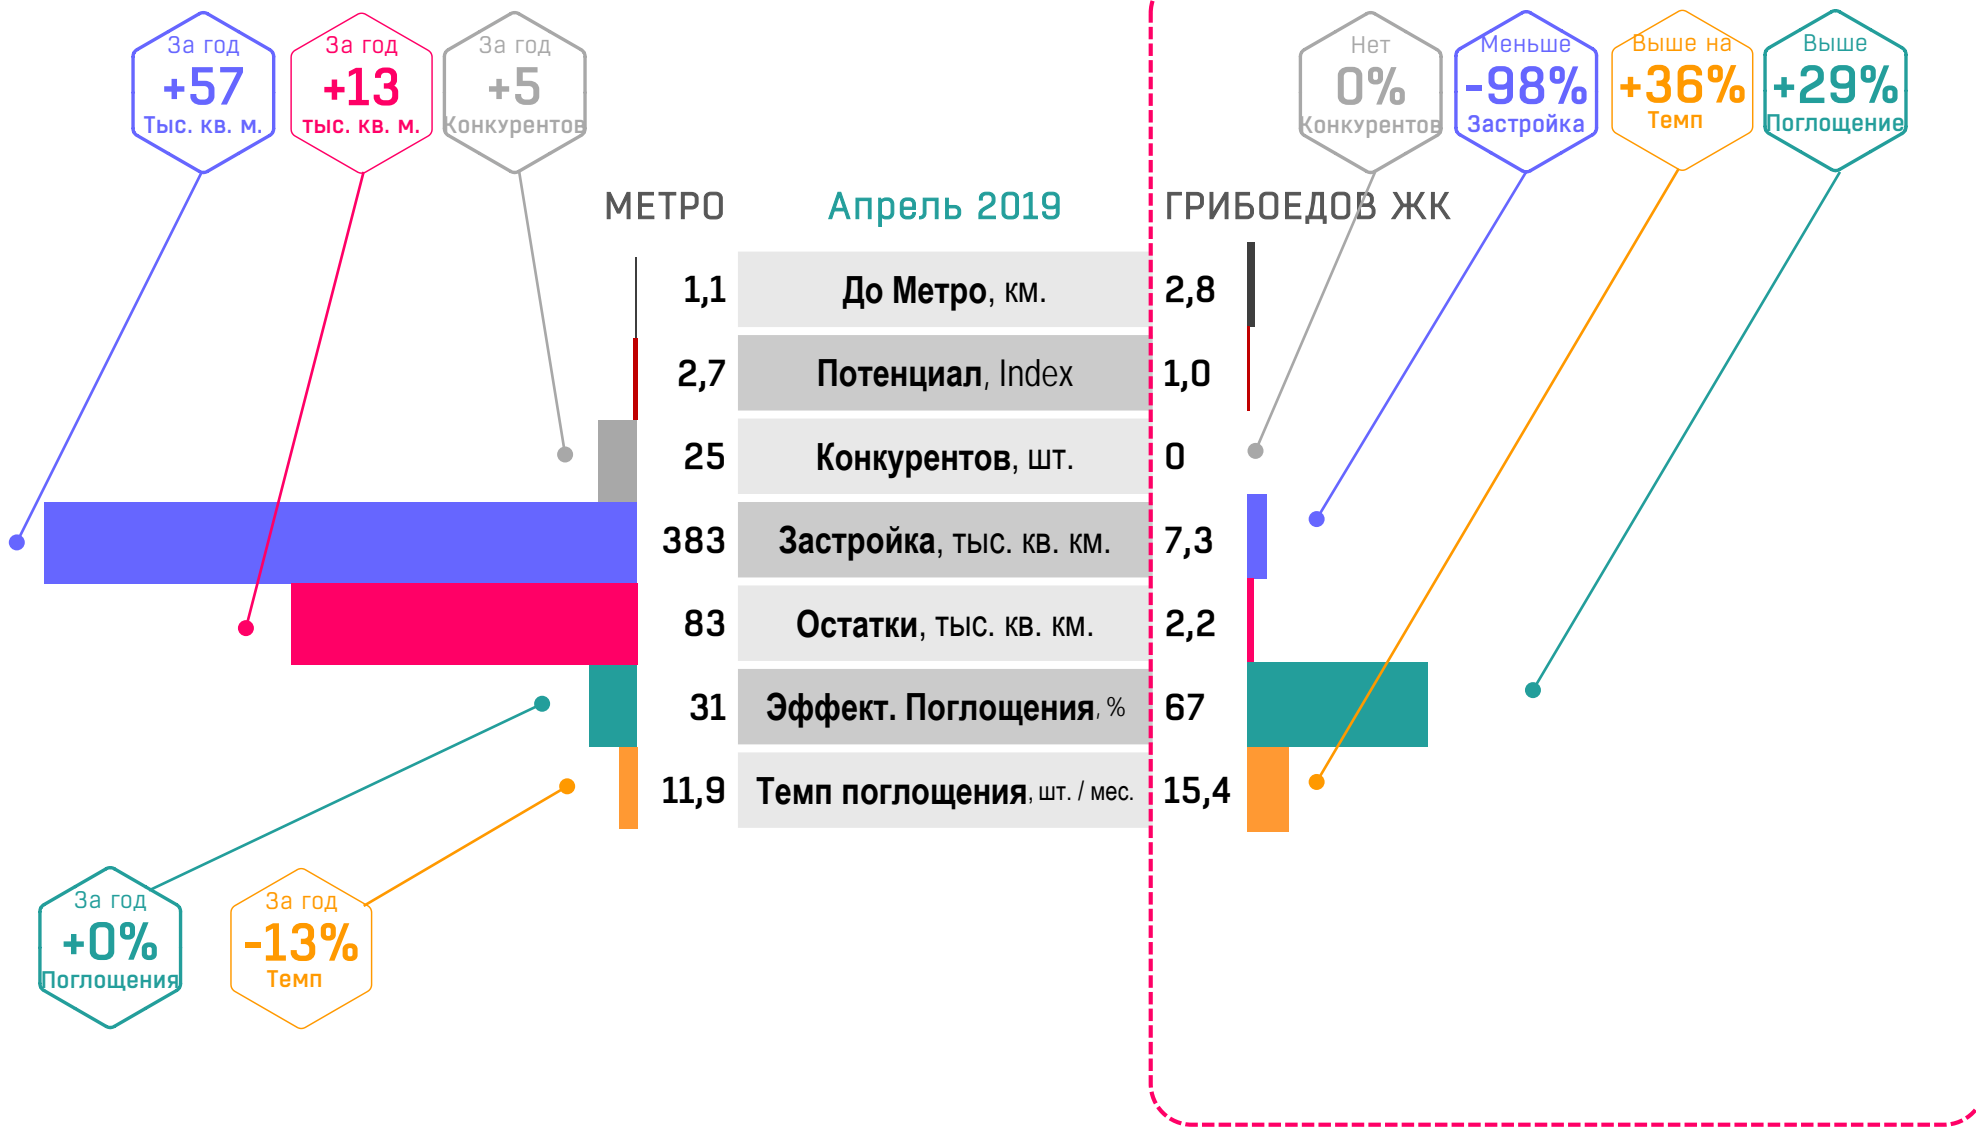 За год
+57
Тыс. кв. м.
За год
+13
тыс. кв. м.
За год
+5
Конкурентов
Нет
0%
Конкурентов
Меньше
-98%
Застройка
Выше на
+36%
Темп
Выше
+29%
Поглощение
МЕТРО Апрель 2019 ГРИБОЕДОВ ЖК
1,1 До Метро, км. 2,8
2,7 Потенциал, Index 1,0
25 Конкурентов, шт. 0
383 Застройка, тыс. кв. км. 7,3
83 Остатки, тыс. кв. км. 2,2
31 Эффект. Поглощения, % 67
11,9 Темп поглощения, шт. / мес. 15,4
За год
+0%
Поглощения
За год
-13%
Темп